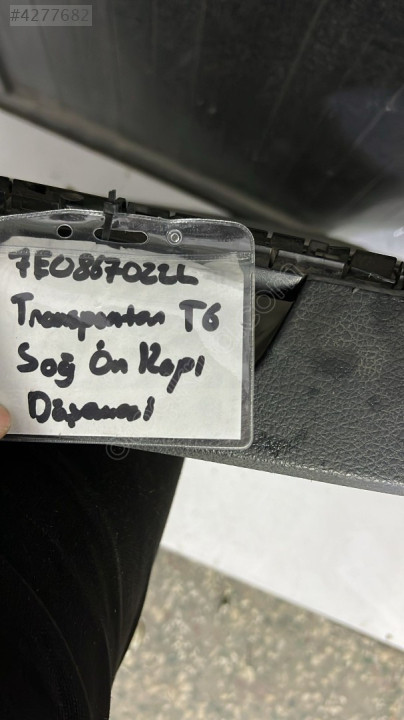 #4277682
7E0867022L
Transporter T6
Sağ Ön Kapı
Döşemesi